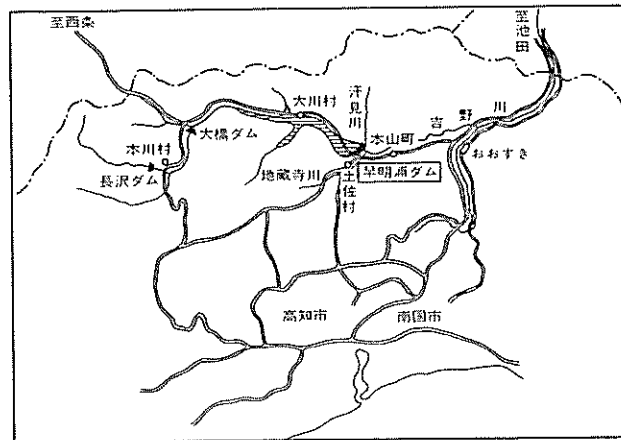 至西条
至池田
大川村
汗見川
吉野川
本山町
大橋ダム
おおすぎ
本川村
長沢ダム
地蔵寺川
早明浦ダム
土佐村
高知市
南国市